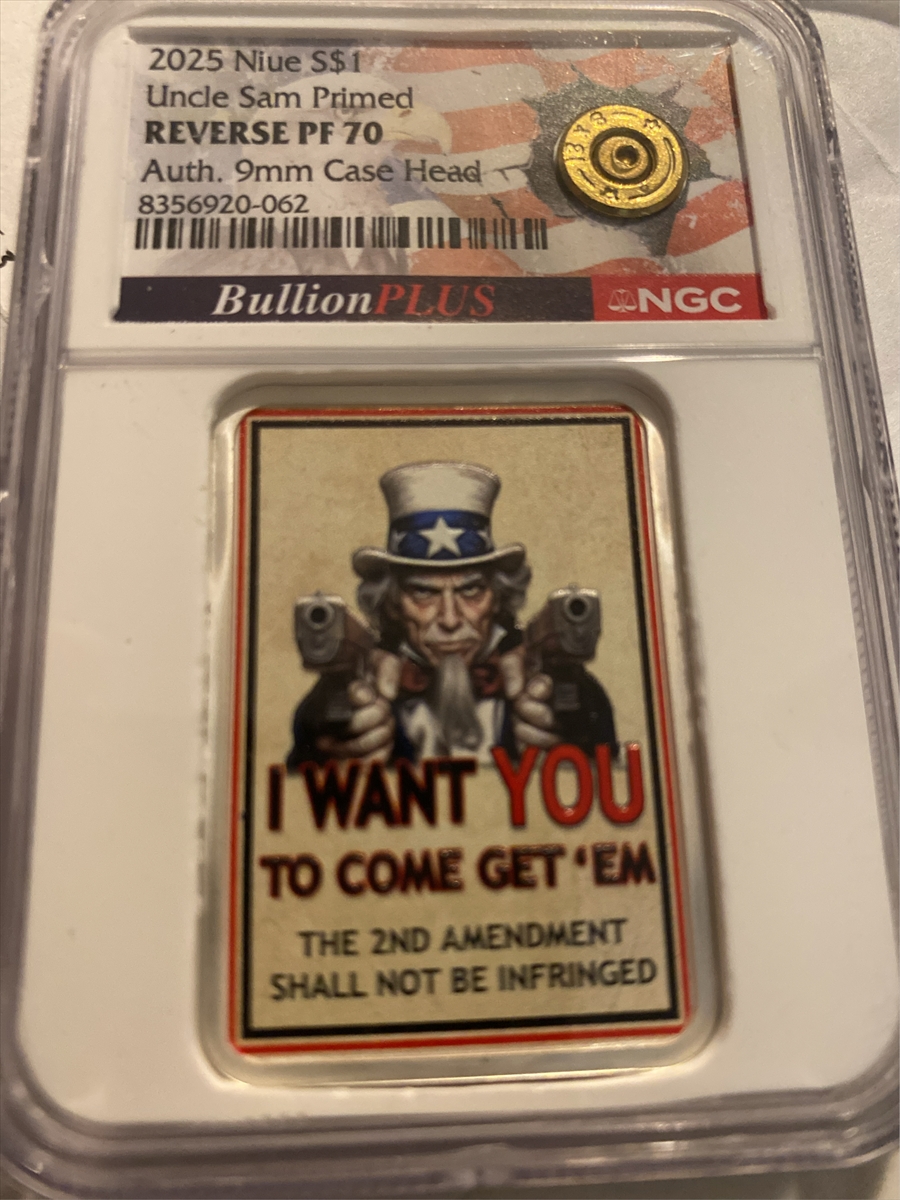 2025 Niue S$1
Uncle Sam Primed
REVERSE PF 70
Auth. 9mm Case Head
8356920-062
BullionPLUS
NGC
I WANT YOU
TO COME GET ‘EM
THE 2ND AMENDMENT
SHALL NOT BE INFRINGED